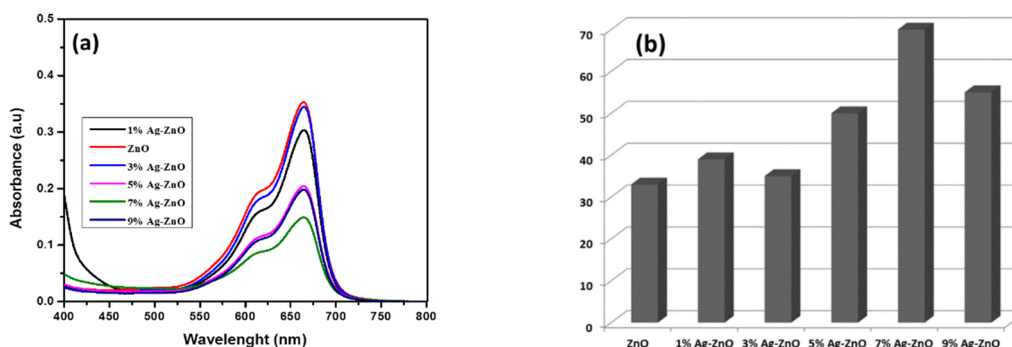 (a)
0.5
0.4
0.3
0.2
0.1
0.0
Absorbance (a.u)
1% Ag-ZnO
ZnO
3% Ag-ZnO
5% Ag-ZnO
7% Ag-ZnO
9% Ag-ZnO
400 450 500 550 600 650 700 750 800
Wavelenght (nm)
(b)
70
60
50
40
30
20
10
0
ZnO 1% Ag-ZnO 3% Ag-ZnO 5% Ag-ZnO 7% Ag-ZnO 9% Ag-ZnO